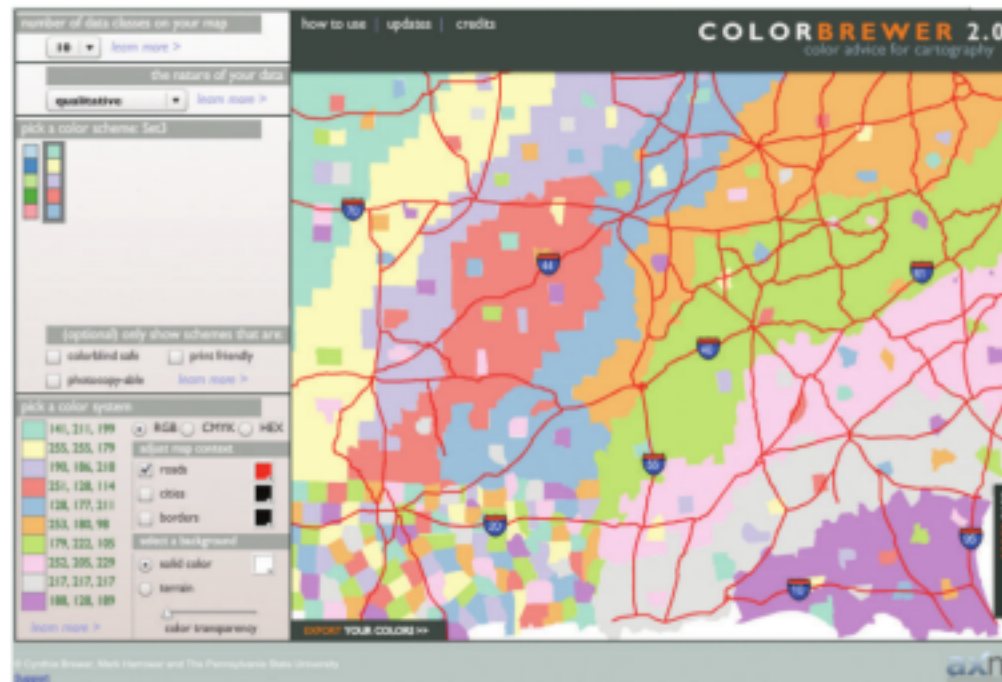 number of data classes on your map
10
learn more >
the nature of your data
qualitative
learn more >
pick a color scheme: Set3
(optional) only show schemes that are:
colorblind safe
print friendly
photocopy-able
learn more >
pick a color system
141, 211, 199
255, 255, 179
190, 186, 218
251, 128, 114
128, 177, 211
253, 180, 98
179, 222, 105
252, 205, 229
217, 217, 217
188, 128, 189
learn more >
RGB CMYK HEX
adjust map context
roads
cities
borders
select a background
solid color
terrain
color transparency
how to use | updates | credits
COLORBREWER 2.0
color advice for cartography
70
44
40
55
20
95
10
EXPORT YOUR COLORS >>
© Cynthia Brewer, Mark Harrower and The Pennsylvania State University
Support
axm